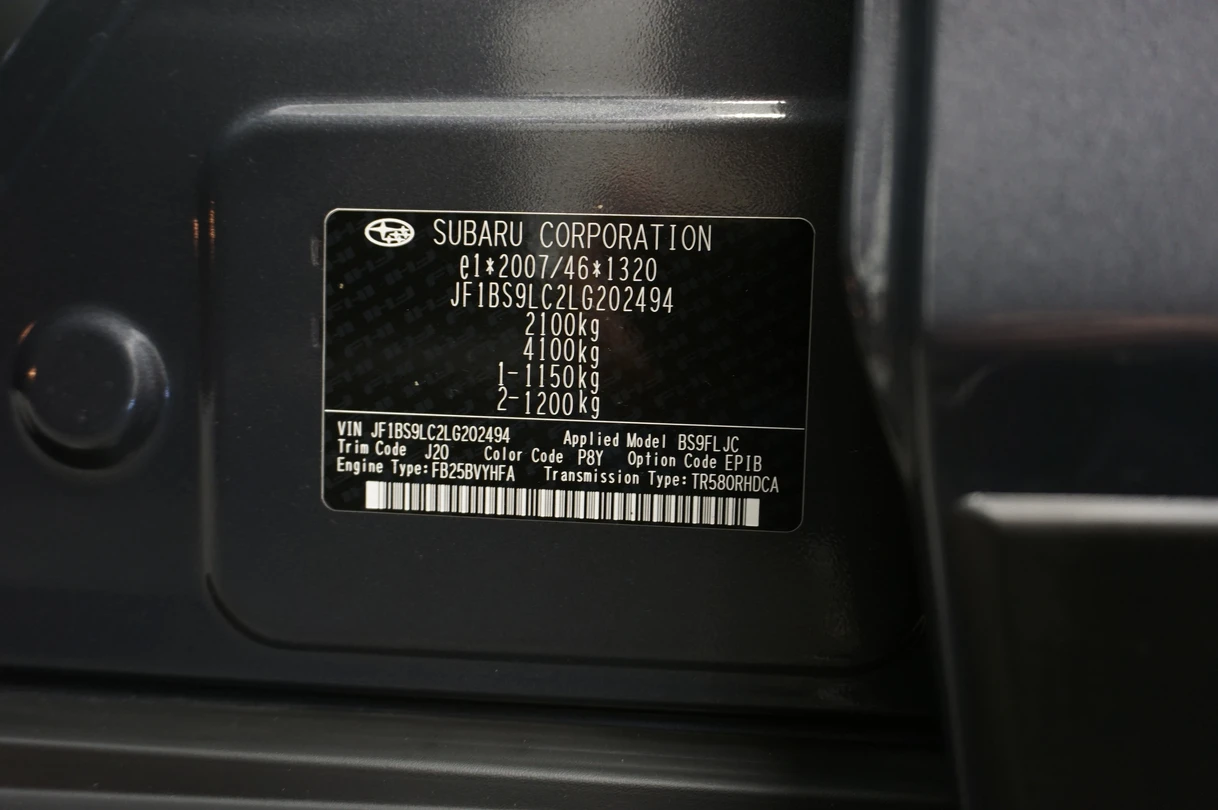 SUBARU CORPORATION
e1*2007/46*1320
JF1BS9LC2LG202494
2100kg
4100kg
1-1150kg
2-1200kg
VIN JF1BS9LC2LG202494 Applied Model BS9FLJC
Trim Code J20 Color Code P8Y Option Code EPIB
Engine Type:FB25BVYHFA Transmission Type:TR580RHDCA